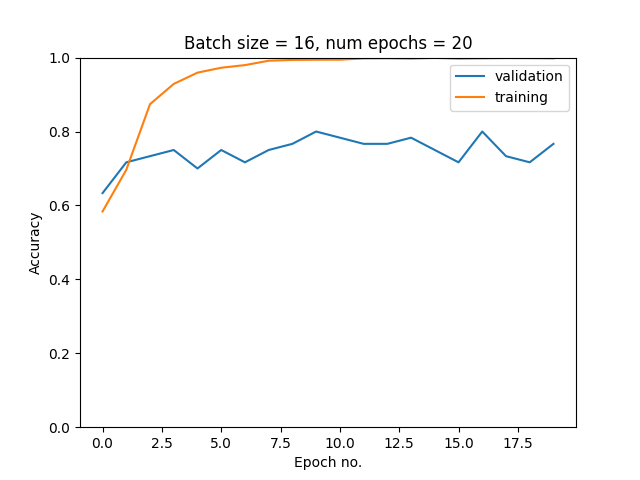 Batch size = 16, num epochs = 20
1.0
0.8
0.6
0.4
0.2
0.0
Accuracy
validation
training
0.0 2.5 5.0 7.5 10.0 12.5 15.0 17.5
Epoch no.